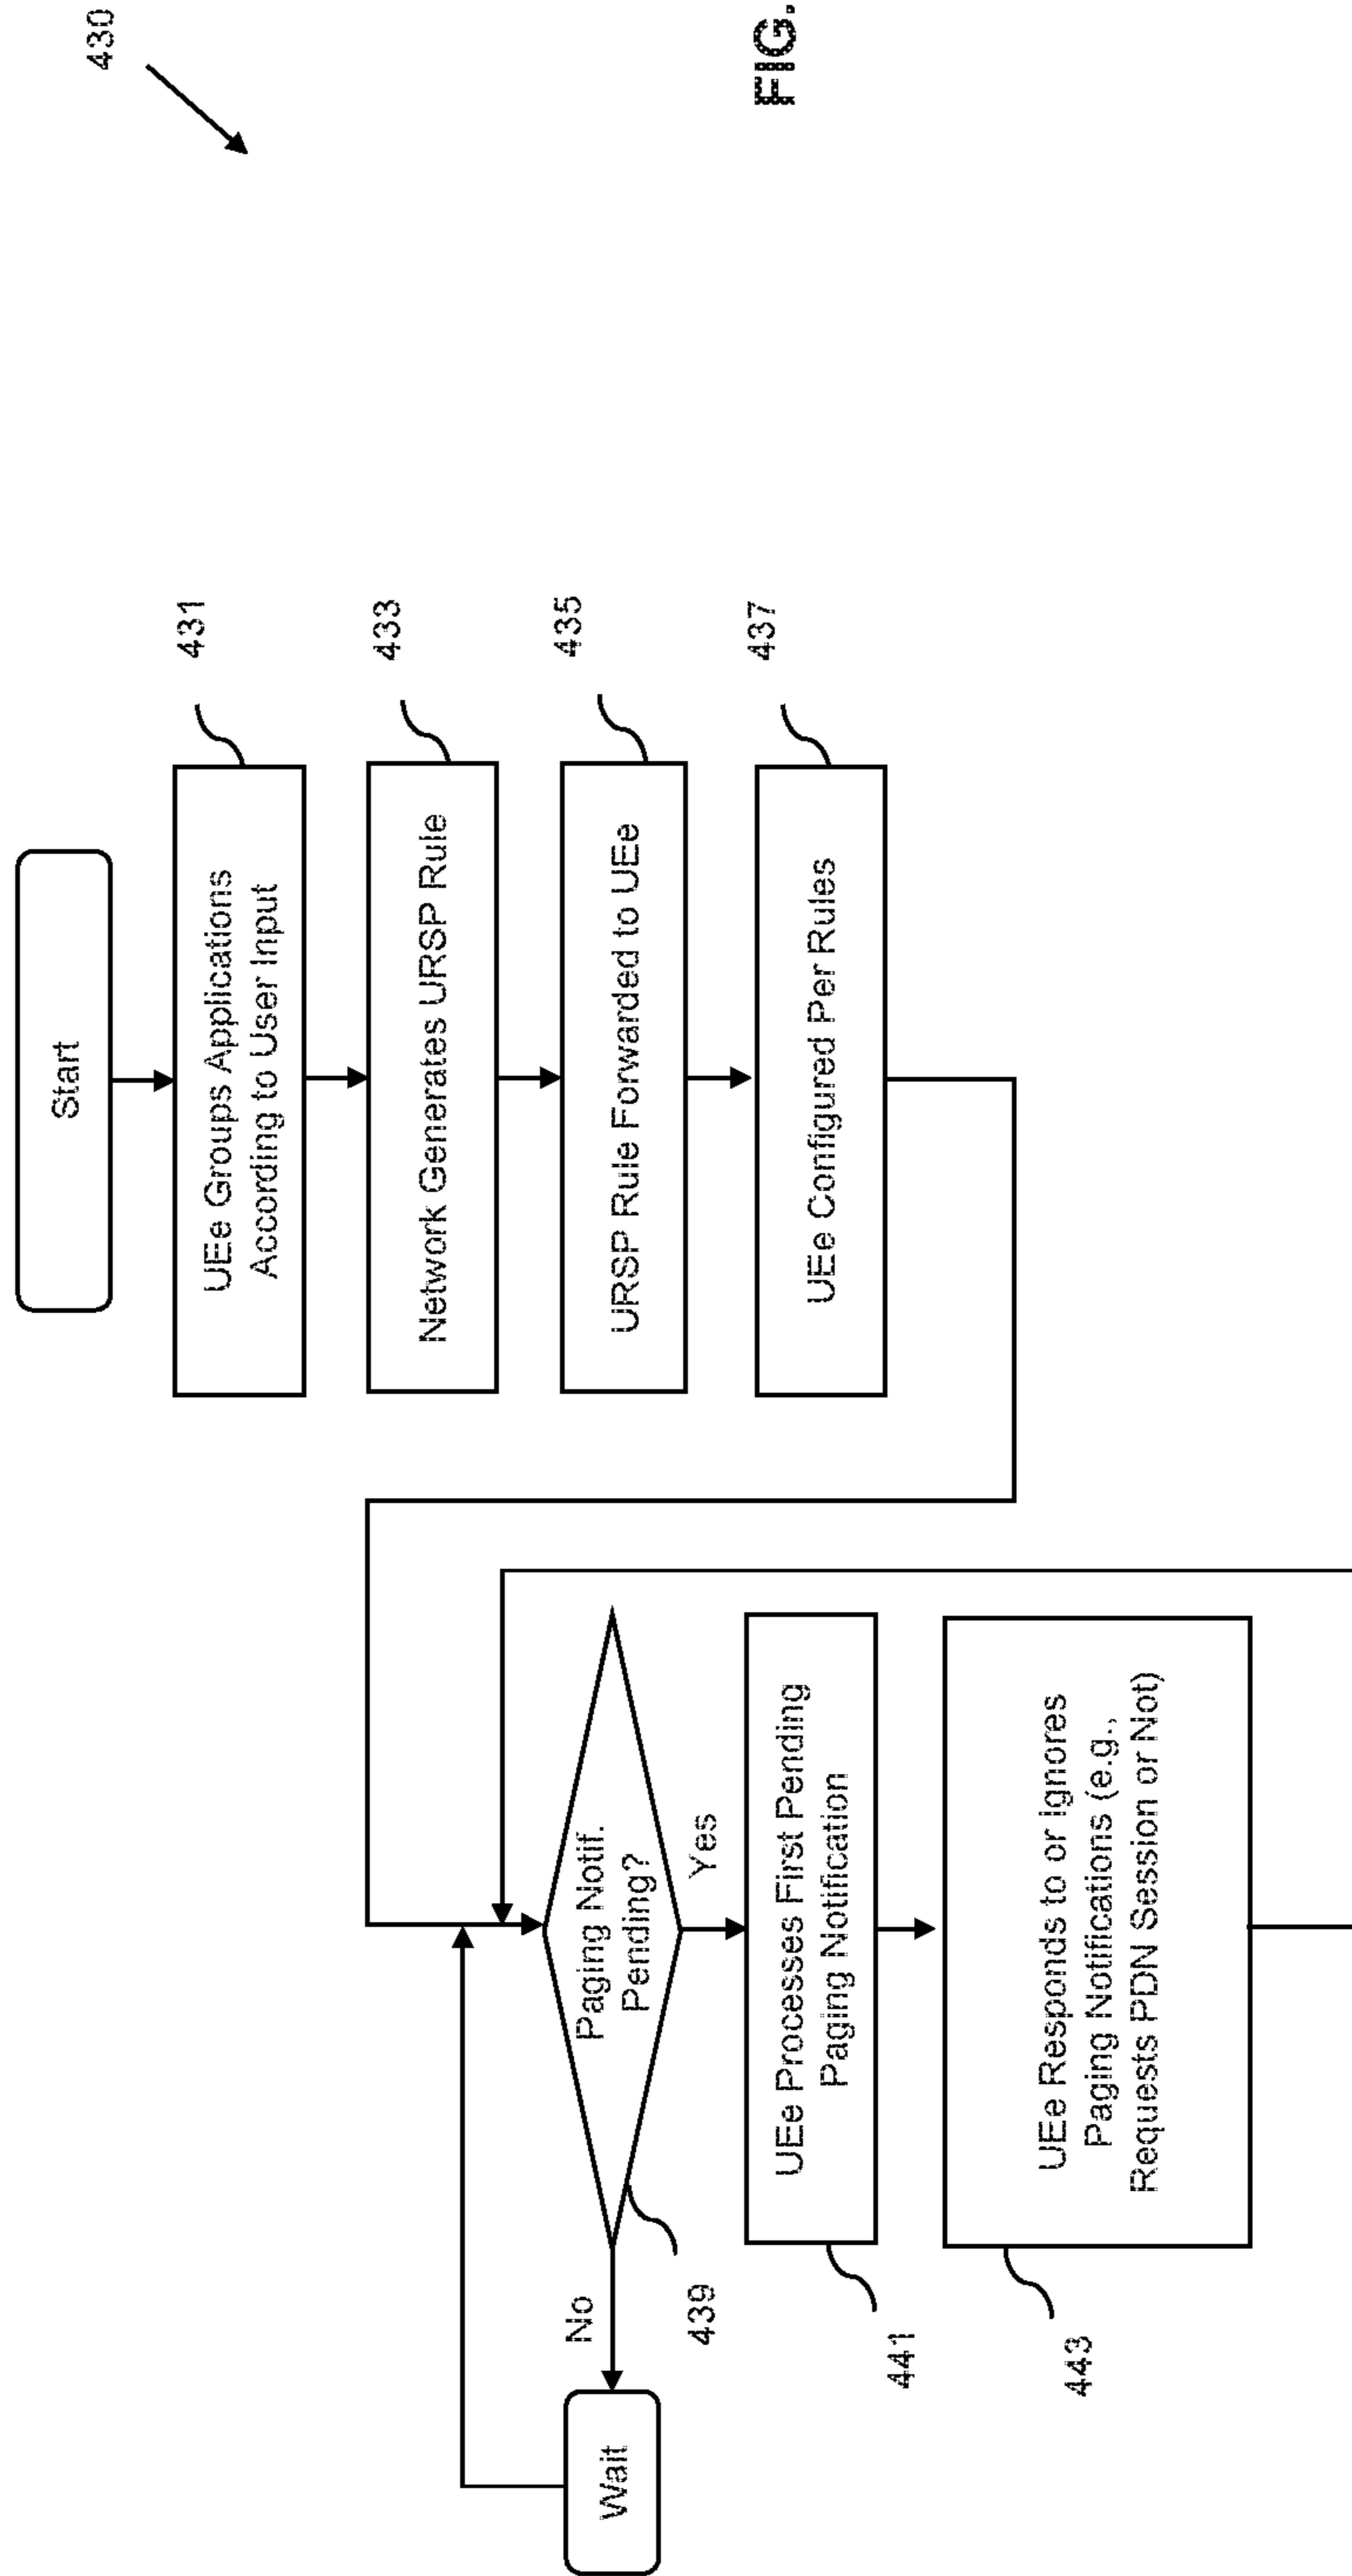 430
Start
UEe Groups Applications
According to User Input
431
Network Generates URSP Rule
433
URSP Rule Forwarded to UEe
435
UEe Configured Per Rules
437
Paging Notif.
Pending?
439
No
Wait
Yes
UEe Processes First Pending
Paging Notification
441
UEe Responds to or ignores
Paging Notifications (e.g.,
Requests PDN Session or Not)
443
FIG.